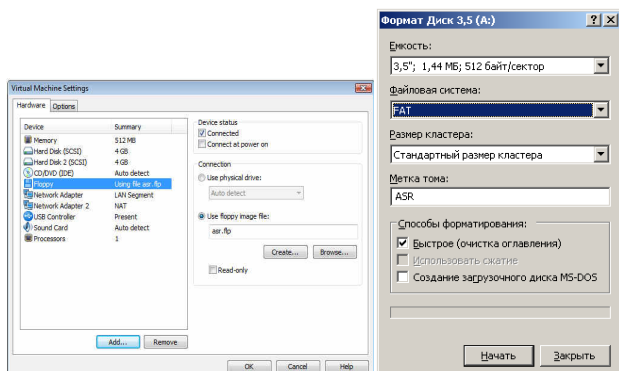 Virtual Machine Settings
Hardware Options
Device Summary
Memory 512 MB
Hard Disk (SCSI) 4 GB
Hard Disk 2 (SCSI) 4 GB
CD/DVD (IDE) Auto detect
Floppy Using file asr.flp
Network Adapter LAN Segment
Network Adapter 2 NAT
USB Controller Present
Sound Card Auto detect
Processors 1
Add... Remove
Device status
Connected
Connect at power on
Connection
Use physical drive:
Auto detect
Use floppy image file:
asr.flp
Create... Browse...
Read-only
OK Cancel Help
Формат Диск 3,5 (A:)
Емкость:
3,5"; 1,44 МБ; 512 байт/сектор
Файловая система:
FAT
Размер кластера:
Стандартный размер кластера
Метка тома:
ASR
Способы форматирования:
Быстрое (очистка оглавления)
Использовать сжатие
Создание загрузочного диска MS-DOS
Начать Закрыть